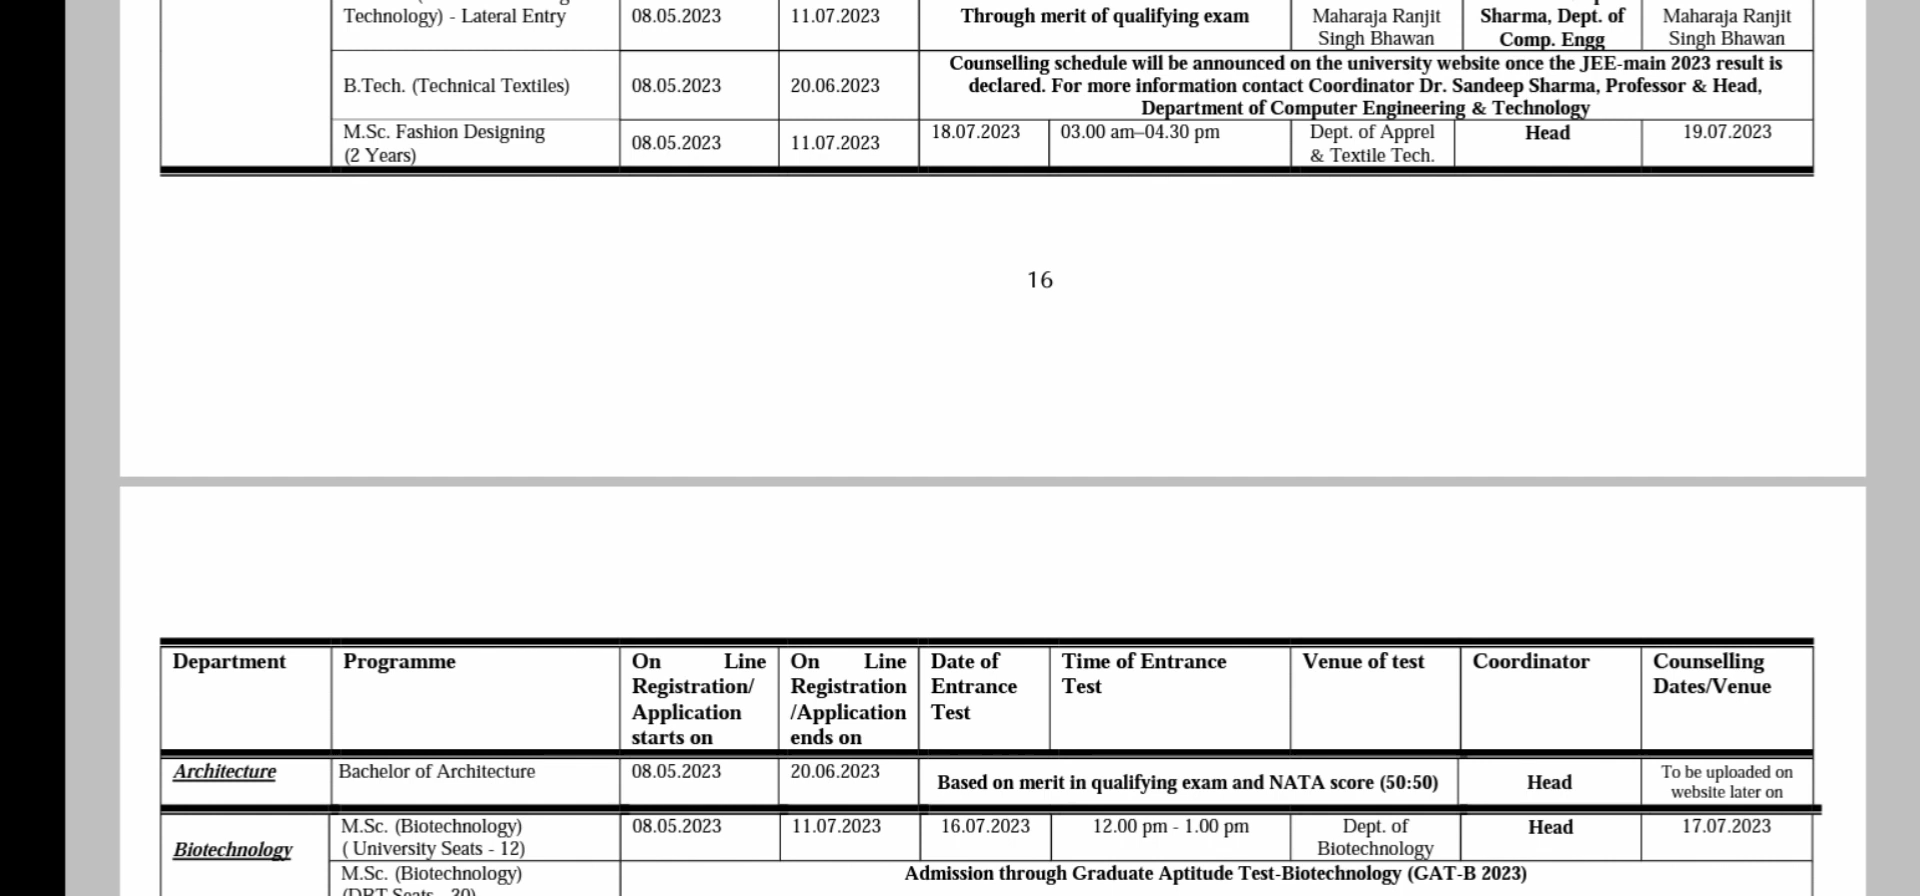 Technology) - Lateral Entry 08.05.2023 11.07.2023 Through merit of qualifying exam Maharaja Ranjit Singh Bhawan Sharma, Dept. of Comp. Engg Maharaja Ranjit Singh Bhawan
B.Tech. (Technical Textiles) 08.05.2023 20.06.2023
Counselling schedule will be announced on the university website once the JEE-main 2023 result is
declared. For more information contact Coordinator Dr. Sandeep Sharma, Professor & Head,
Department of Computer Engineering & Technology
M.Sc. Fashion Designing
(2 Years)
08.05.2023 11.07.2023 18.07.2023 03.00 am–04.30 pm
Dept. of Apprel
& Textile Tech.
Head 19.07.2023
16
Department
Programme
On Line
Registration/
Application
starts on
On Line
Registration
/Application
ends on
Date of
Entrance
Test
Time of Entrance
Test
Venue of test
Coordinator
Counselling
Dates/Venue
Architecture
Bachelor of Architecture 08.05.2023 20.06.2023 Based on merit in qualifying exam and NATA score (50:50) Head
To be uploaded on
website later on
Biotechnology
M.Sc. (Biotechnology)
( University Seats - 12)
08.05.2023 11.07.2023 16.07.2023 12.00 pm - 1.00 pm
Dept. of
Biotechnology
Head 17.07.2023
M.Sc. (Biotechnology)
(DBT Seats - 30)
Admission through Graduate Aptitude Test-Biotechnology (GAT-B 2023)